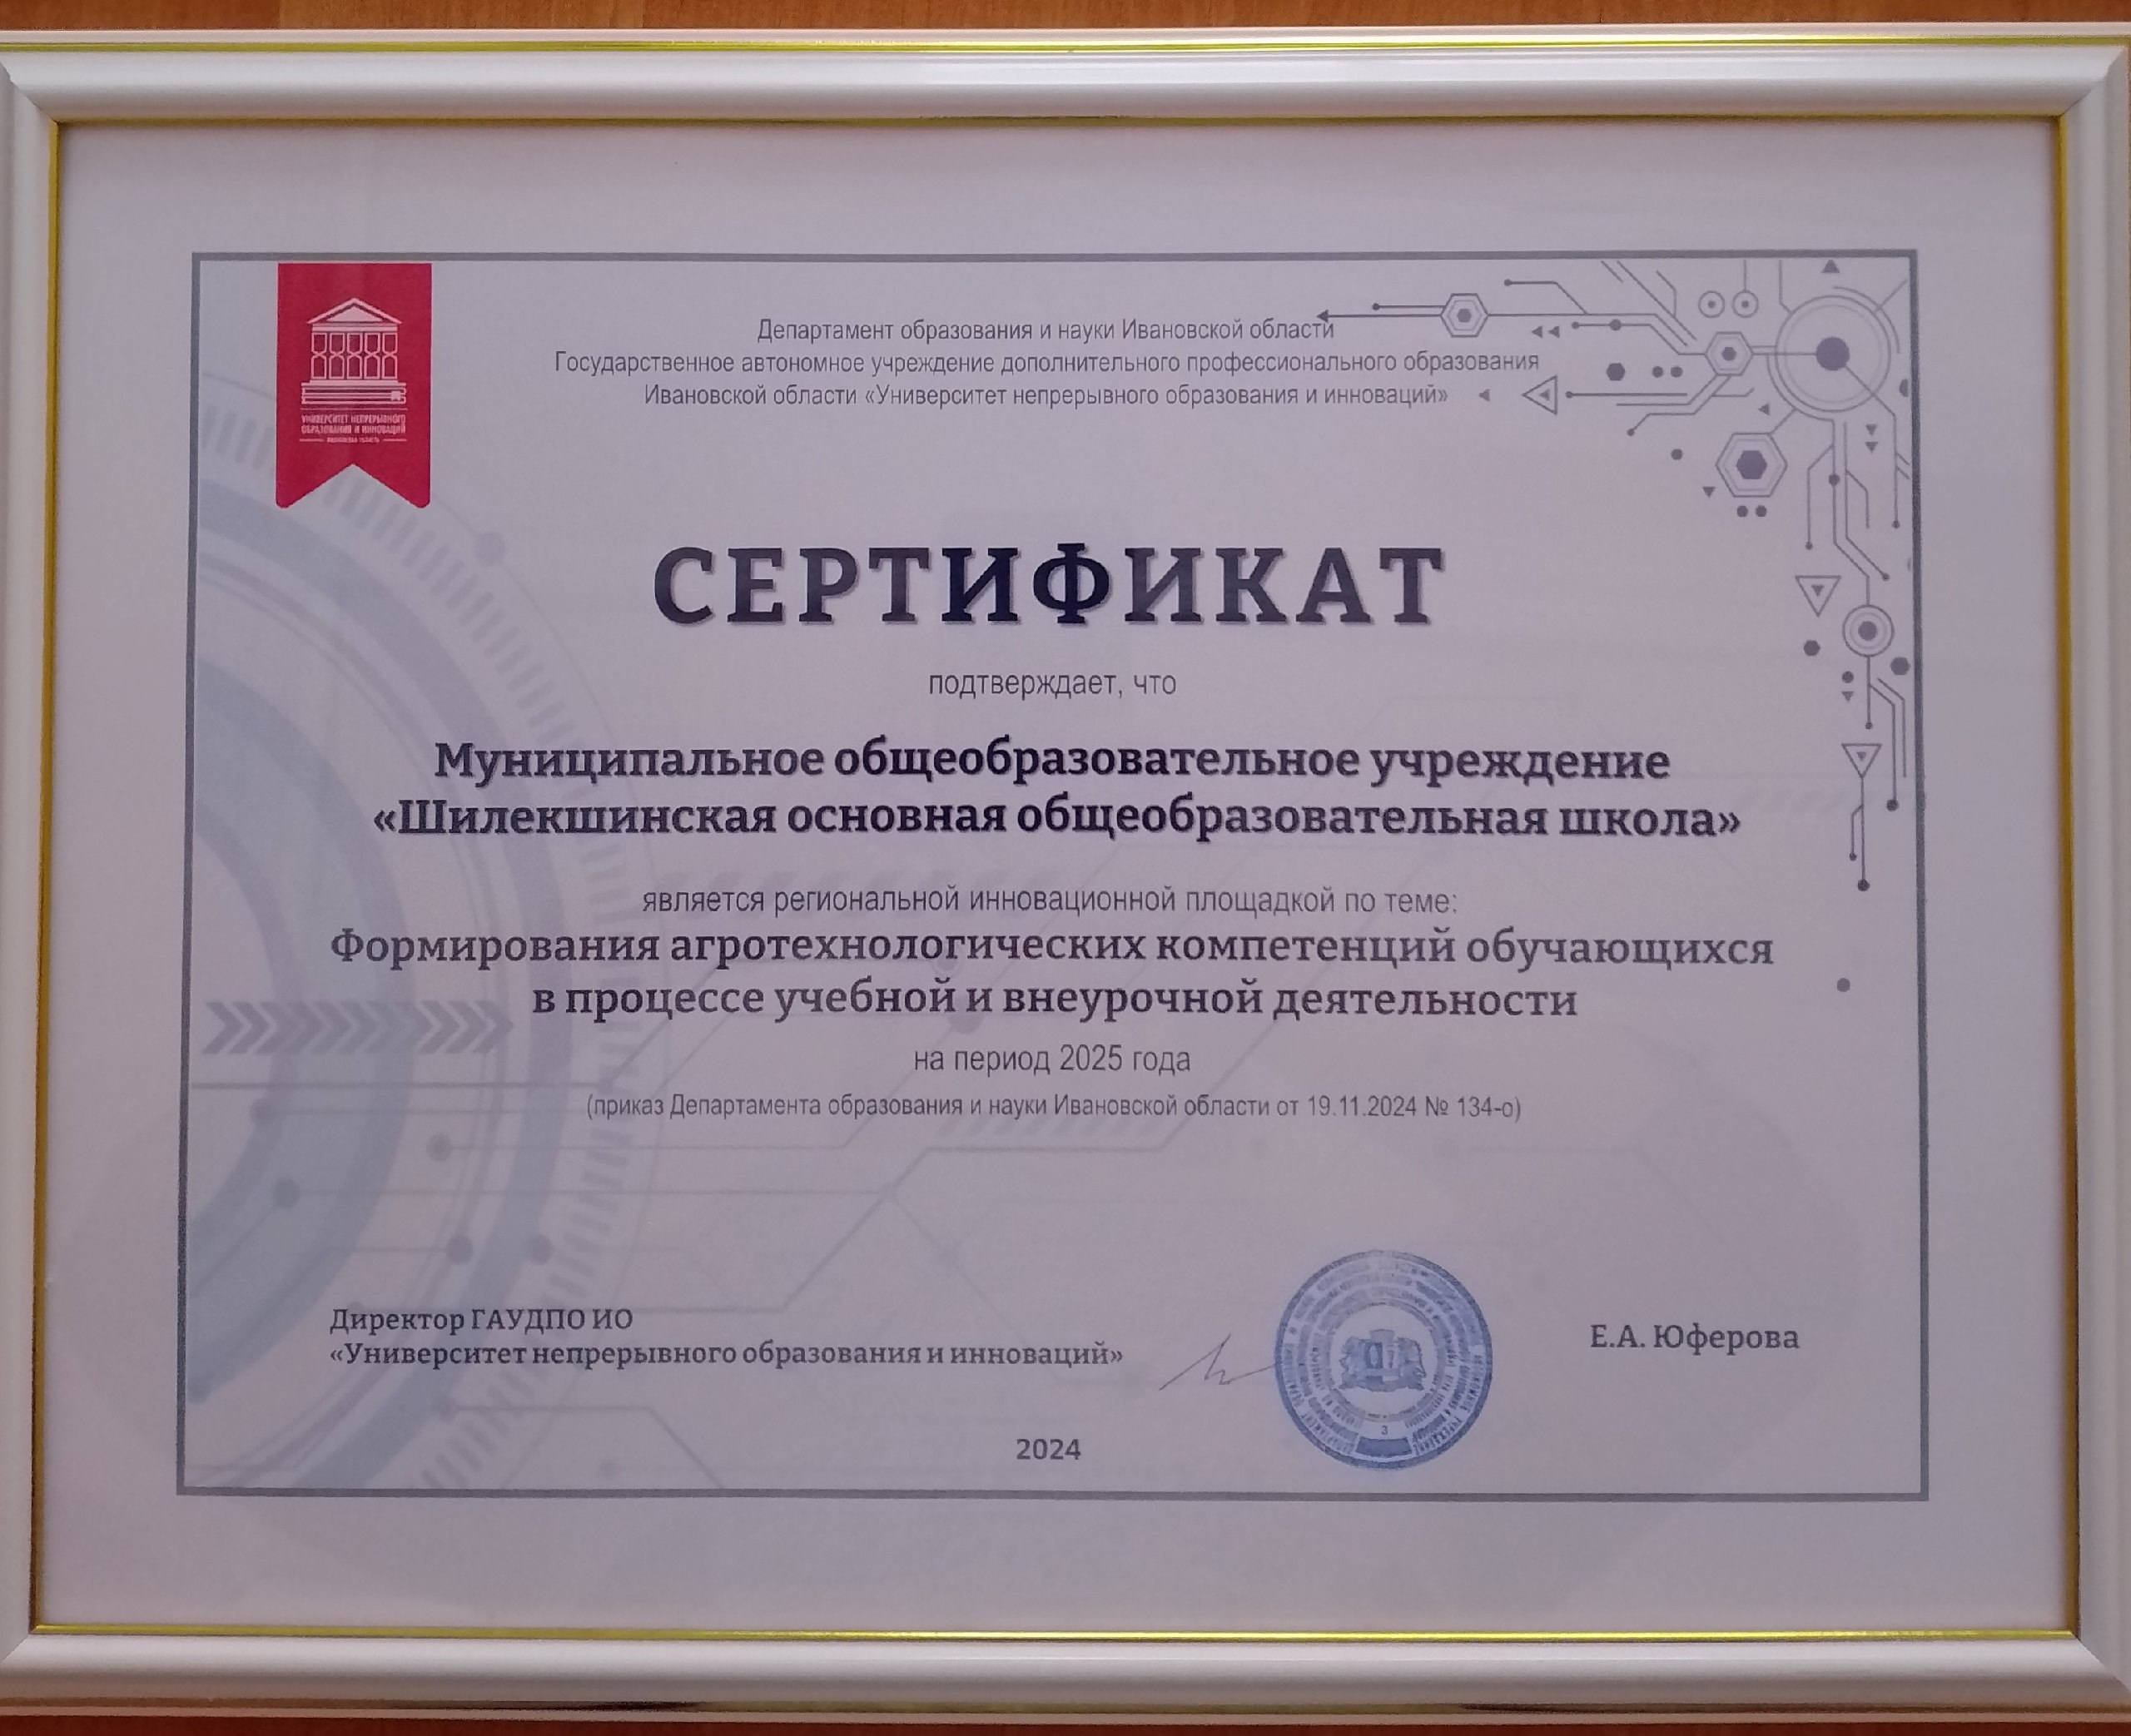 УНИВЕРСИТЕТ НЕПРЕРЫВНОГО
ОБРАЗОВАНИЯ И ИННОВАЦИЙ
Департамент образования и науки Ивановской области
Государственное автономное учреждение дополнительного профессионального образования
Ивановской области «Университет непрерывного образования и инноваций»
СЕРТИФИКАТ
подтверждает, что
Муниципальное общеобразовательное учреждение
«Шилекшинская основная общеобразовательная школа»
является региональной инновационной площадкой по теме:
Формирования агротехнологических компетенций обучающихся
в процессе учебной и внеурочной деятельности
на период 2025 года
(приказ Департамента образования и науки Ивановской области от 19.11.2024 № 134-о)
Директор ГАУДПО ИО
«Университет непрерывного образования и инноваций»
Е.А. Юферова
3
2024